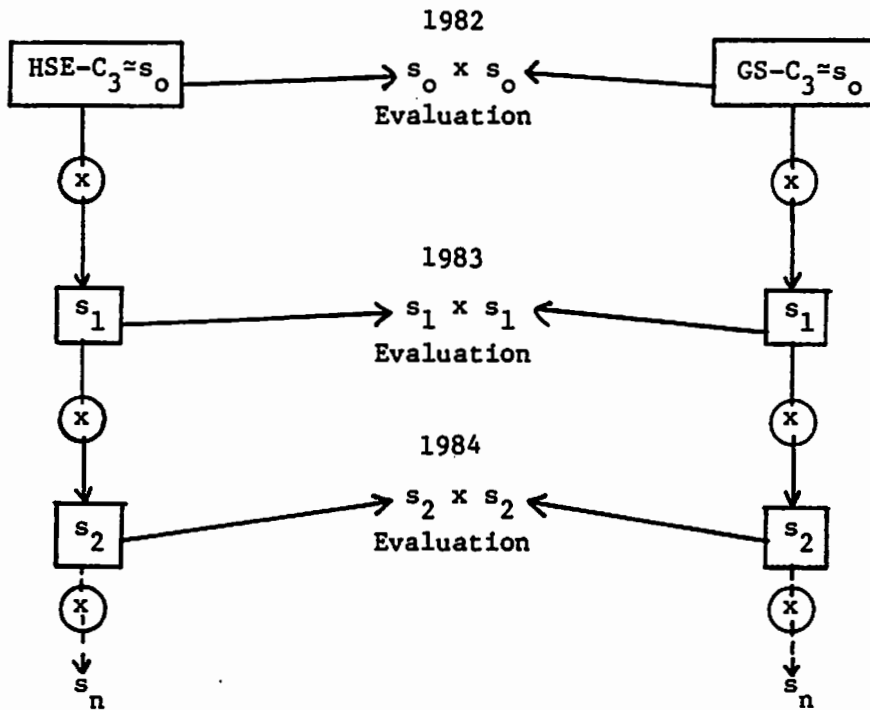 1982
HSE-C₃≃s₀ s₀ x s₀ GS-C₃≃s₀
Evaluation
x x
1983
s₁ s₁ x s₁ s₁
Evaluation
x x
1984
s₂ s₂ x s₂ s₂
Evaluation
x x
sₙ sₙ